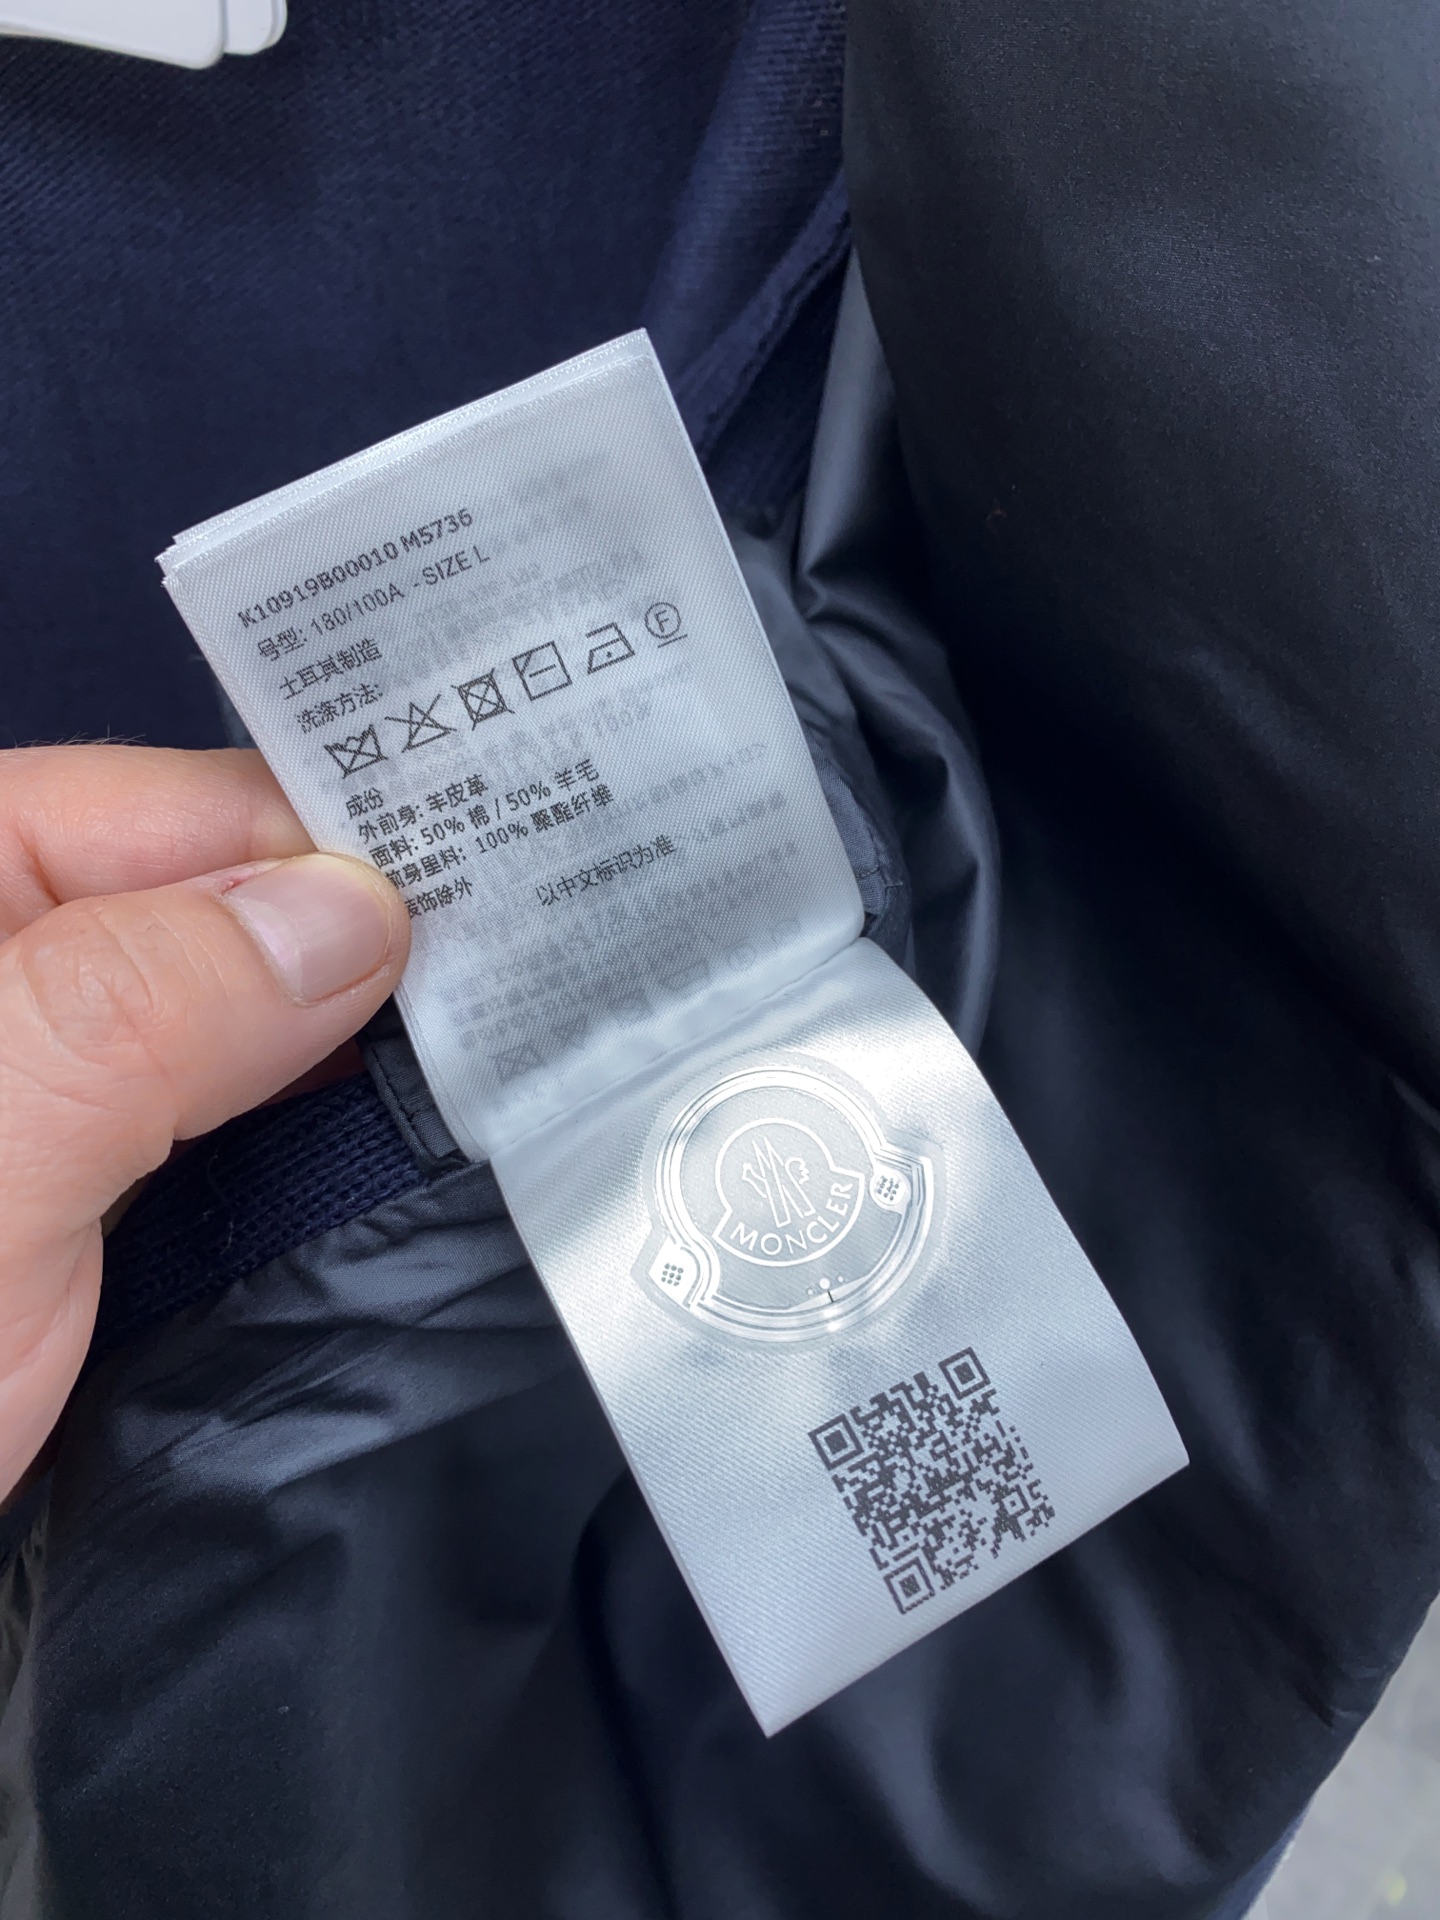 K10919B00010 M5736
号型: 180/100A - SIZE L
土耳其制造
洗涤方法:
F
成份
外前身: 羊皮革
面料: 50% 棉 / 50% 羊毛
前身里料: 100% 聚酯纤维
装饰除外 以中文标识为准
MONCLER